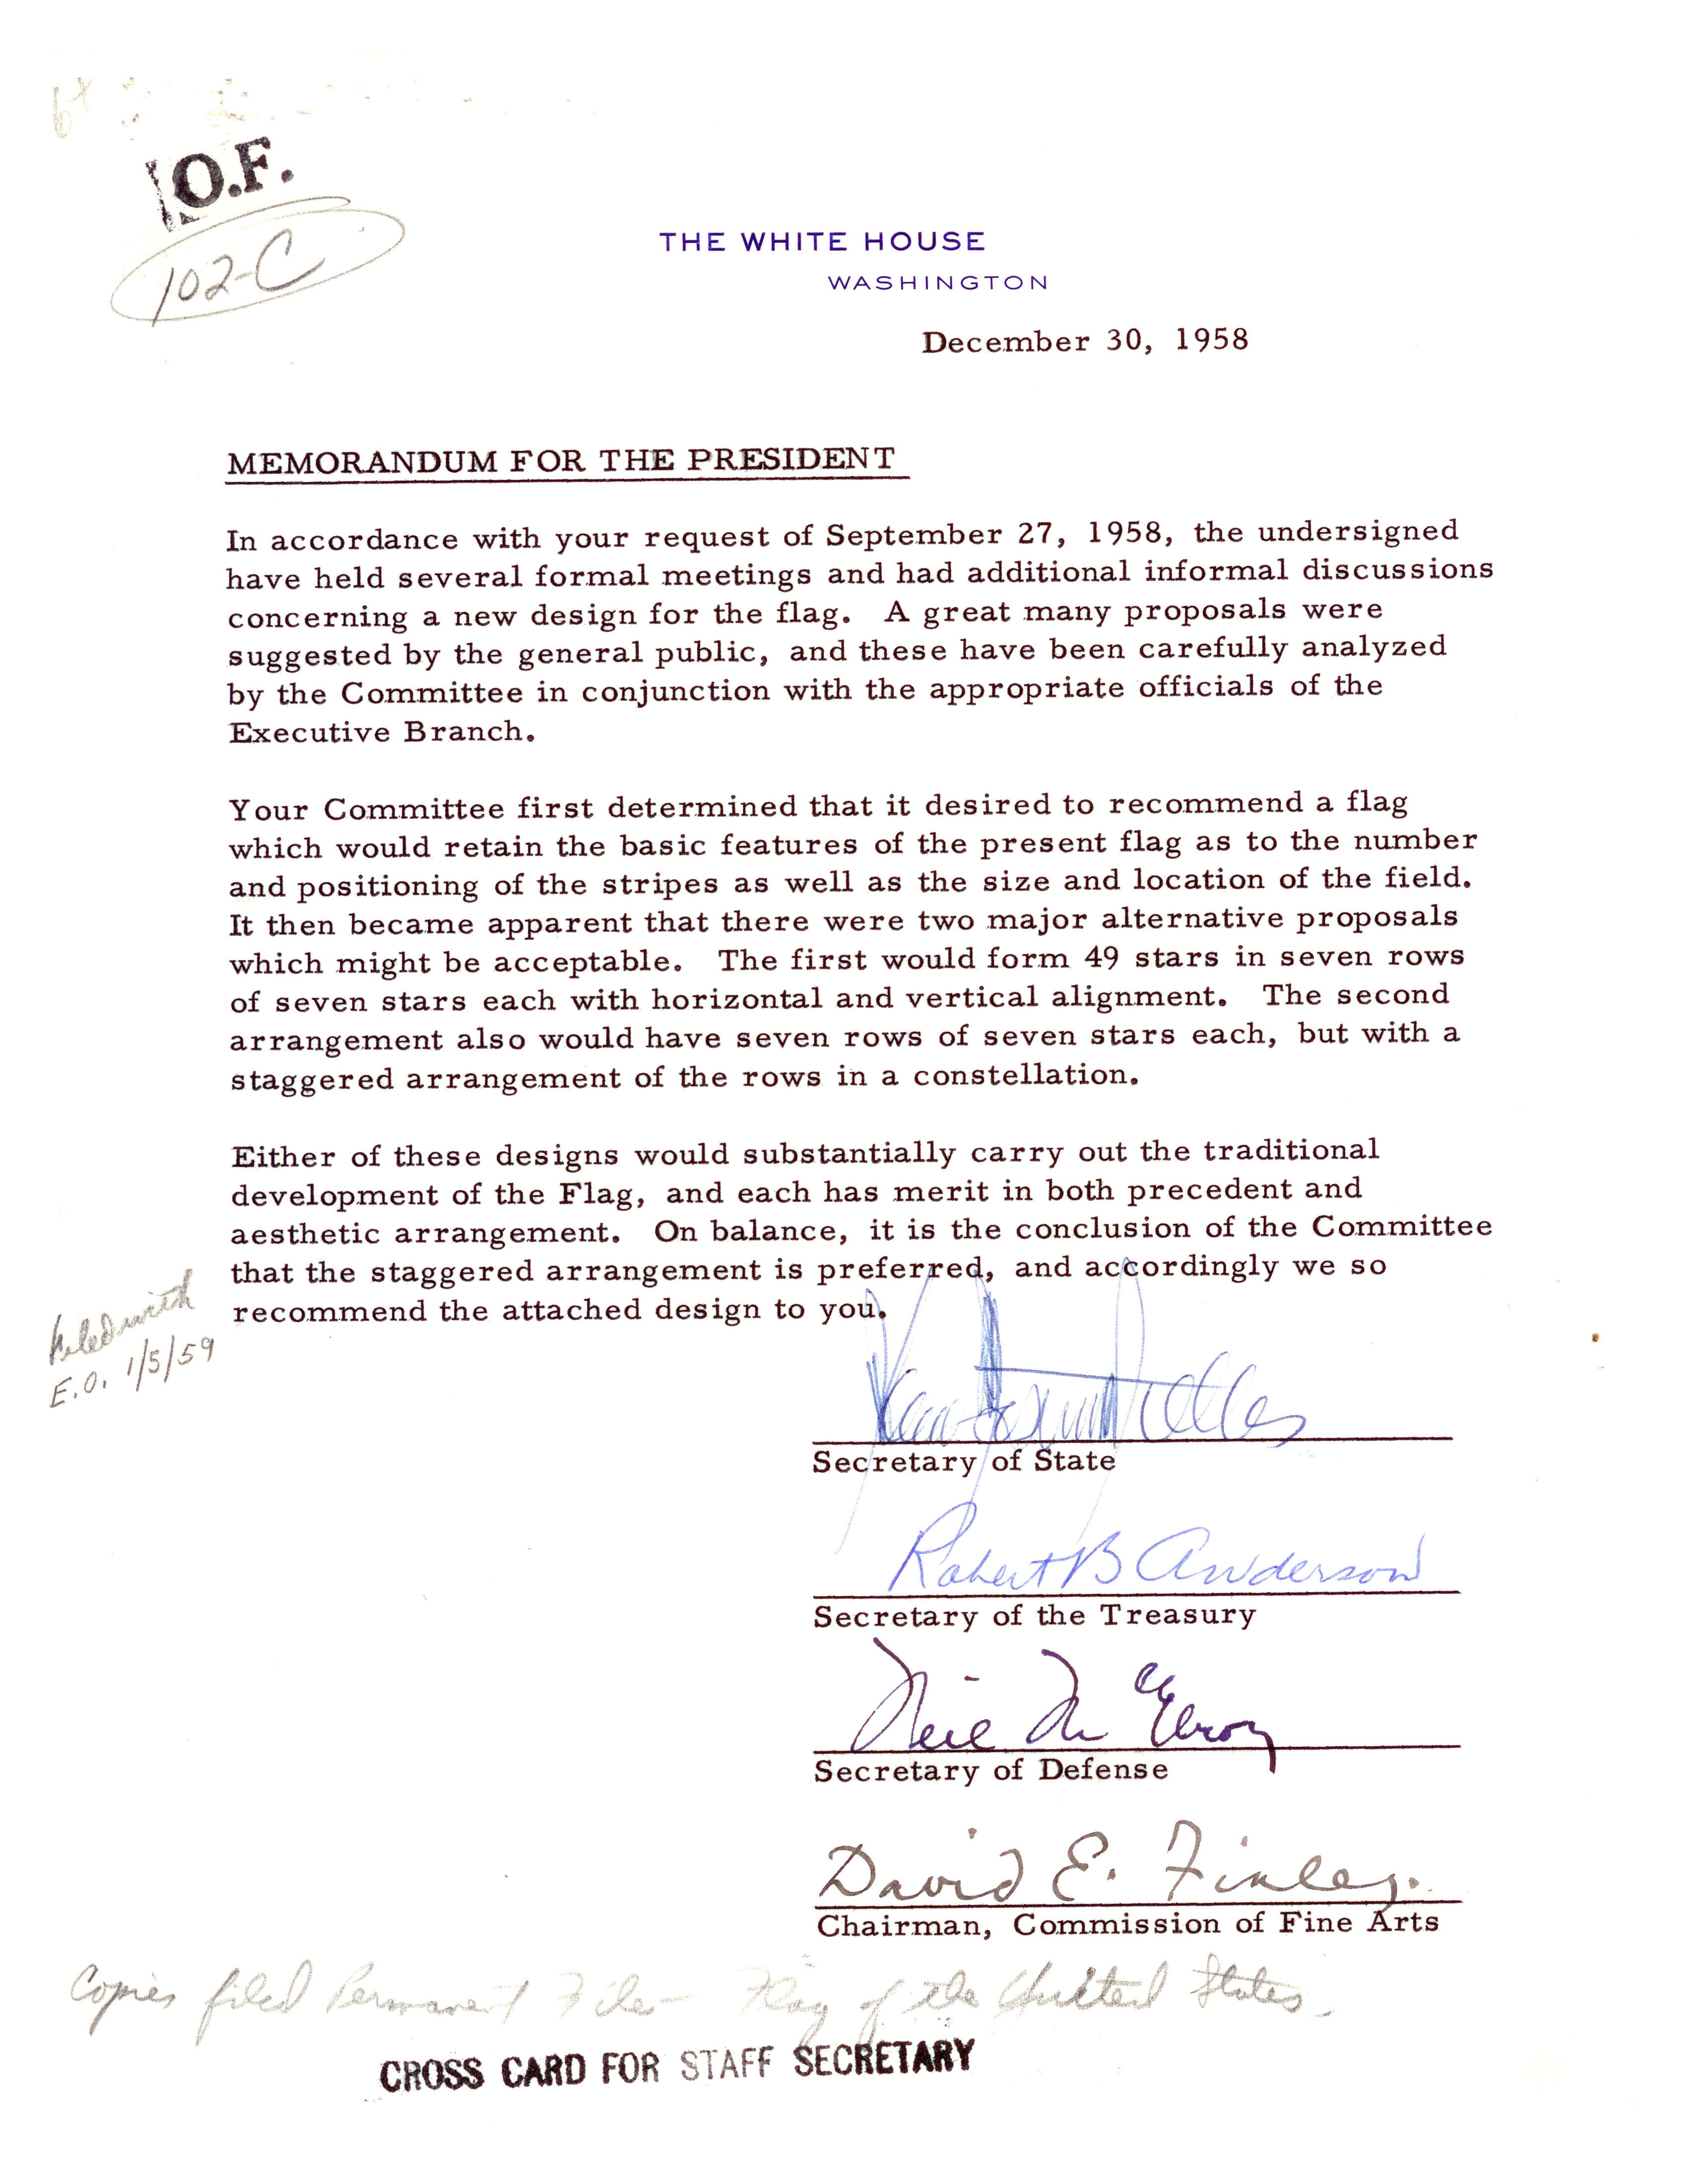 O.F.
102-C
THE WHITE HOUSE
WASHINGTON
December 30, 1958
MEMORANDUM FOR THE PRESIDENT
In accordance with your request of September 27, 1958, the undersigned
have held several formal meetings and had additional informal discussions
concerning a new design for the flag. A great many proposals were
suggested by the general public, and these have been carefully analyzed
by the Committee in conjunction with the appropriate officials of the
Executive Branch.
Your Committee first determined that it desired to recommend a flag
which would retain the basic features of the present flag as to the number
and positioning of the stripes as well as the size and location of the field.
It then became apparent that there were two major alternative proposals
which might be acceptable. The first would form 49 stars in seven rows
of seven stars each with horizontal and vertical alignment. The second
arrangement also would have seven rows of seven stars each, but with a
staggered arrangement of the rows in a constellation.
Either of these designs would substantially carry out the traditional
development of the Flag, and each has merit in both precedent and
aesthetic arrangement. On balance, it is the conclusion of the Committee
that the staggered arrangement is preferred, and accordingly we so
recommend the attached design to you.
Filed with
E.O. 1/5/59
Dulles
Secretary of State
Robert B Anderson
Secretary of the Treasury
Neil McElroy
Secretary of Defense
David E. Finley.
Chairman, Commission of Fine Arts
Copies filed Permanent File - Flag of the United States
CROSS CARD FOR STAFF SECRETARY